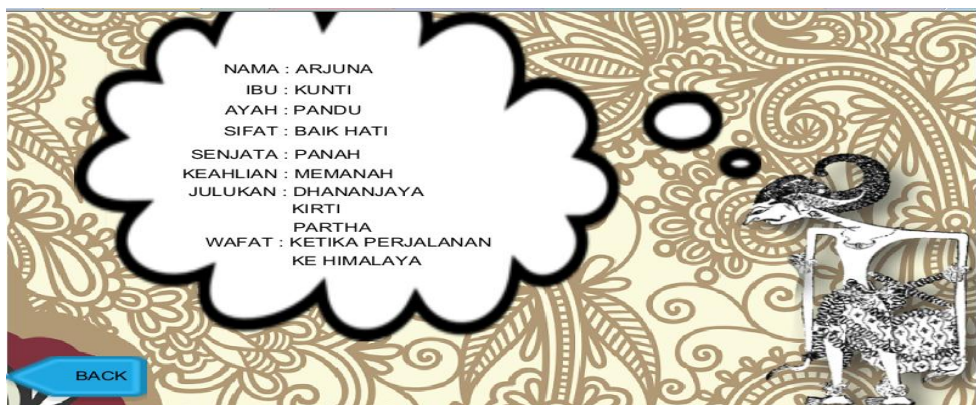 NAMA : ARJUNA
IBU : KUNTI
AYAH : PANDU
SIFAT : BAIK HATI
SENJATA : PANAH
KEAHLIAN : MEMANAH
JULUKAN : DHANANJAYA
KIRTI
PARTHA
WAFAT : KETIKA PERJALANAN
KE HIMALAYA
BACK